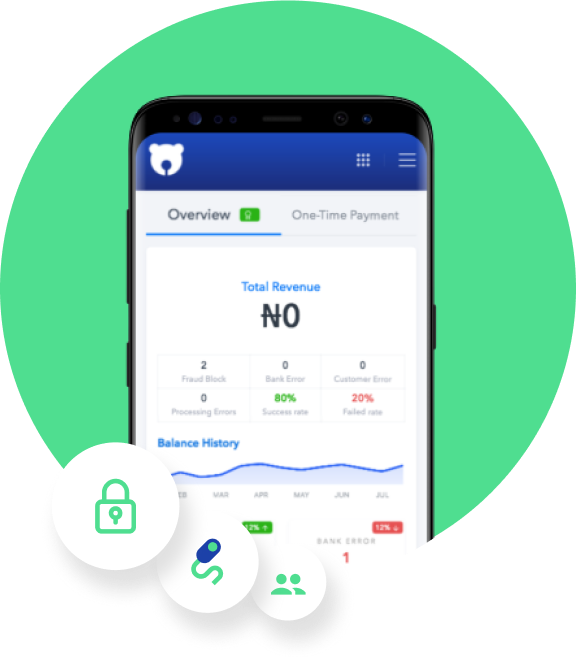 Overview
One-Time Payment
Total Revenue
₦0
2 0 0
Fraud Block Bank Error Customer Error
0 80% 20%
Processing Errors Success rate Failed rate
Balance History
MAR APR MAY JUN JUL
12% ↑ 12% ↓
BANK ERROR
1